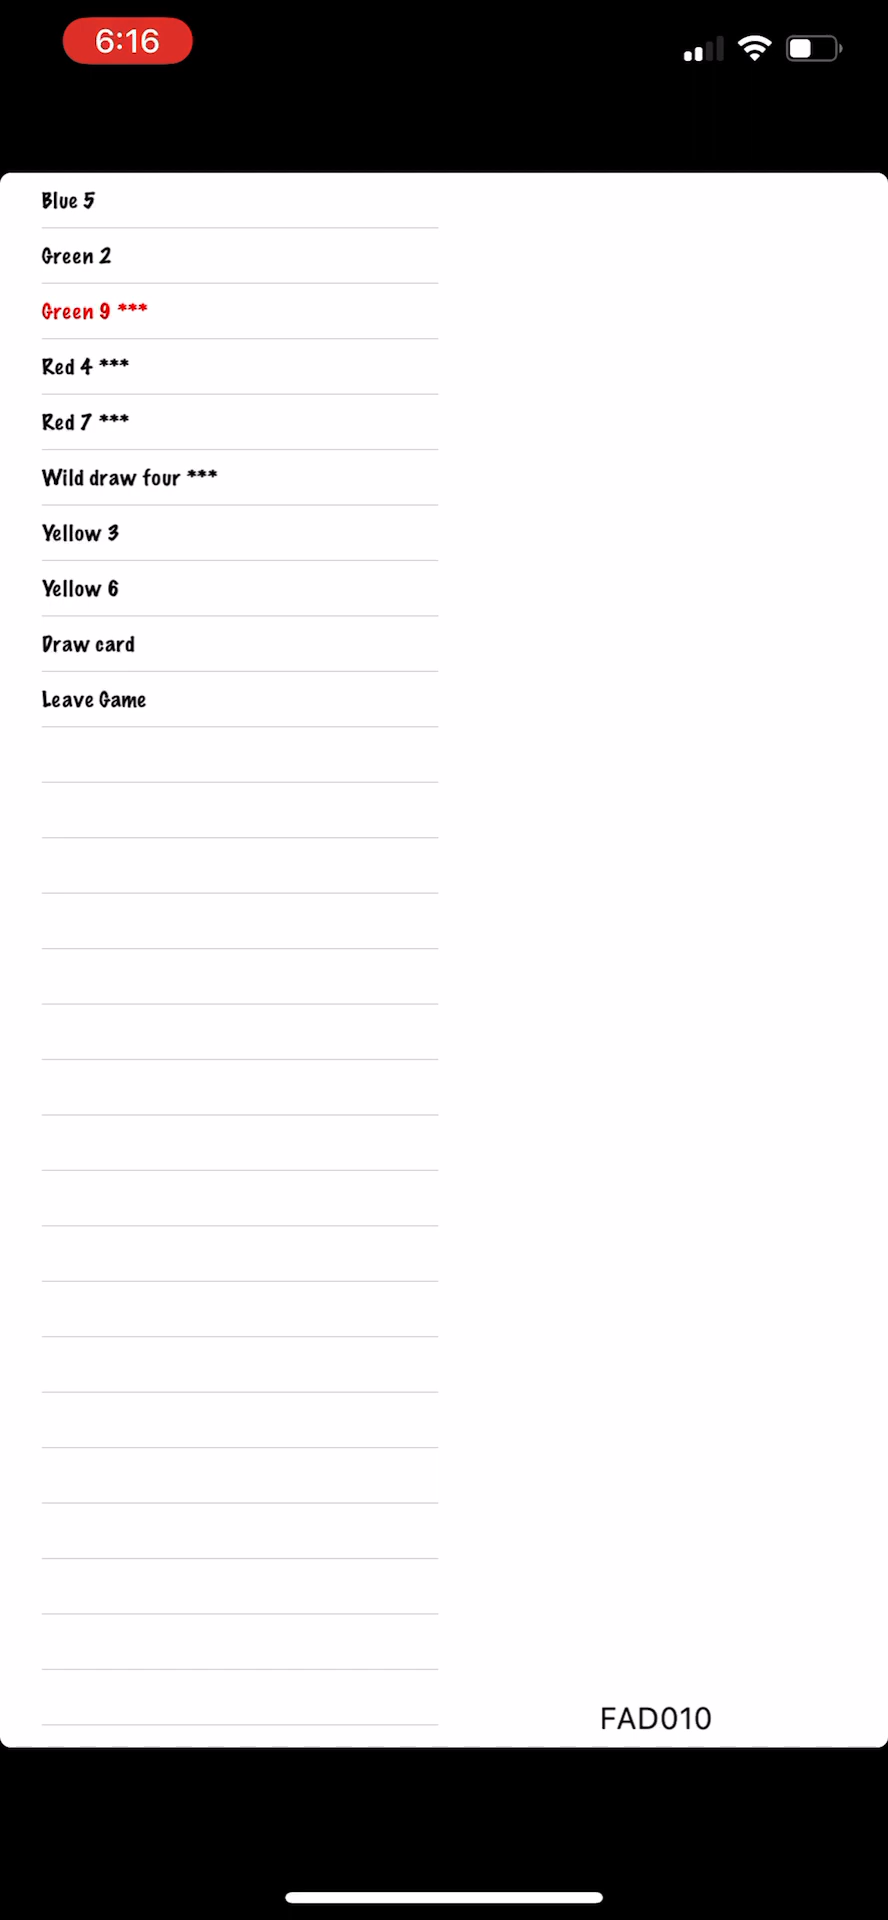 6:16
Blue 5
Green 2
Green 9 ***
Red 4 ***
Red 7 ***
Wild draw four ***
Yellow 3
Yellow 6
Draw card
Leave Game
FAD010